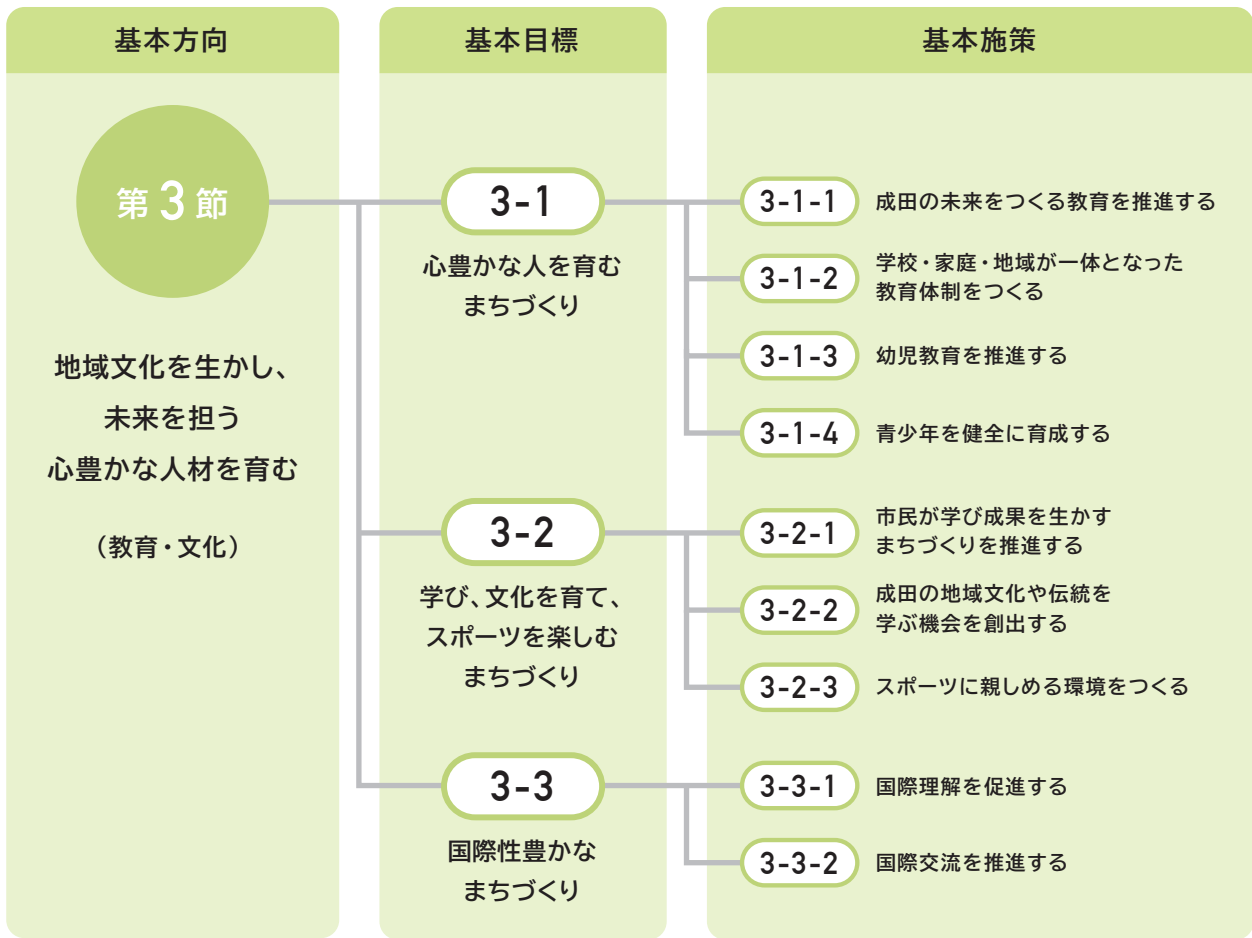 基本方向
第3節
地域文化を生かし、
未来を担う
心豊かな人材を育む
（教育・文化）
基本目標
3-1
心豊かな人を育む
まちづくり
3-2
学び、文化を育て、
スポーツを楽しむ
まちづくり
3-3
国際性豊かな
まちづくり
基本施策
3-1-1 成田の未来をつくる教育を推進する
3-1-2 学校・家庭・地域が一体となった
教育体制をつくる
3-1-3 幼児教育を推進する
3-1-4 青少年を健全に育成する
3-2-1 市民が学び成果を生かす
まちづくりを推進する
3-2-2 成田の地域文化や伝統を
学ぶ機会を創出する
3-2-3 スポーツに親しめる環境をつくる
3-3-1 国際理解を促進する
3-3-2 国際交流を推進する